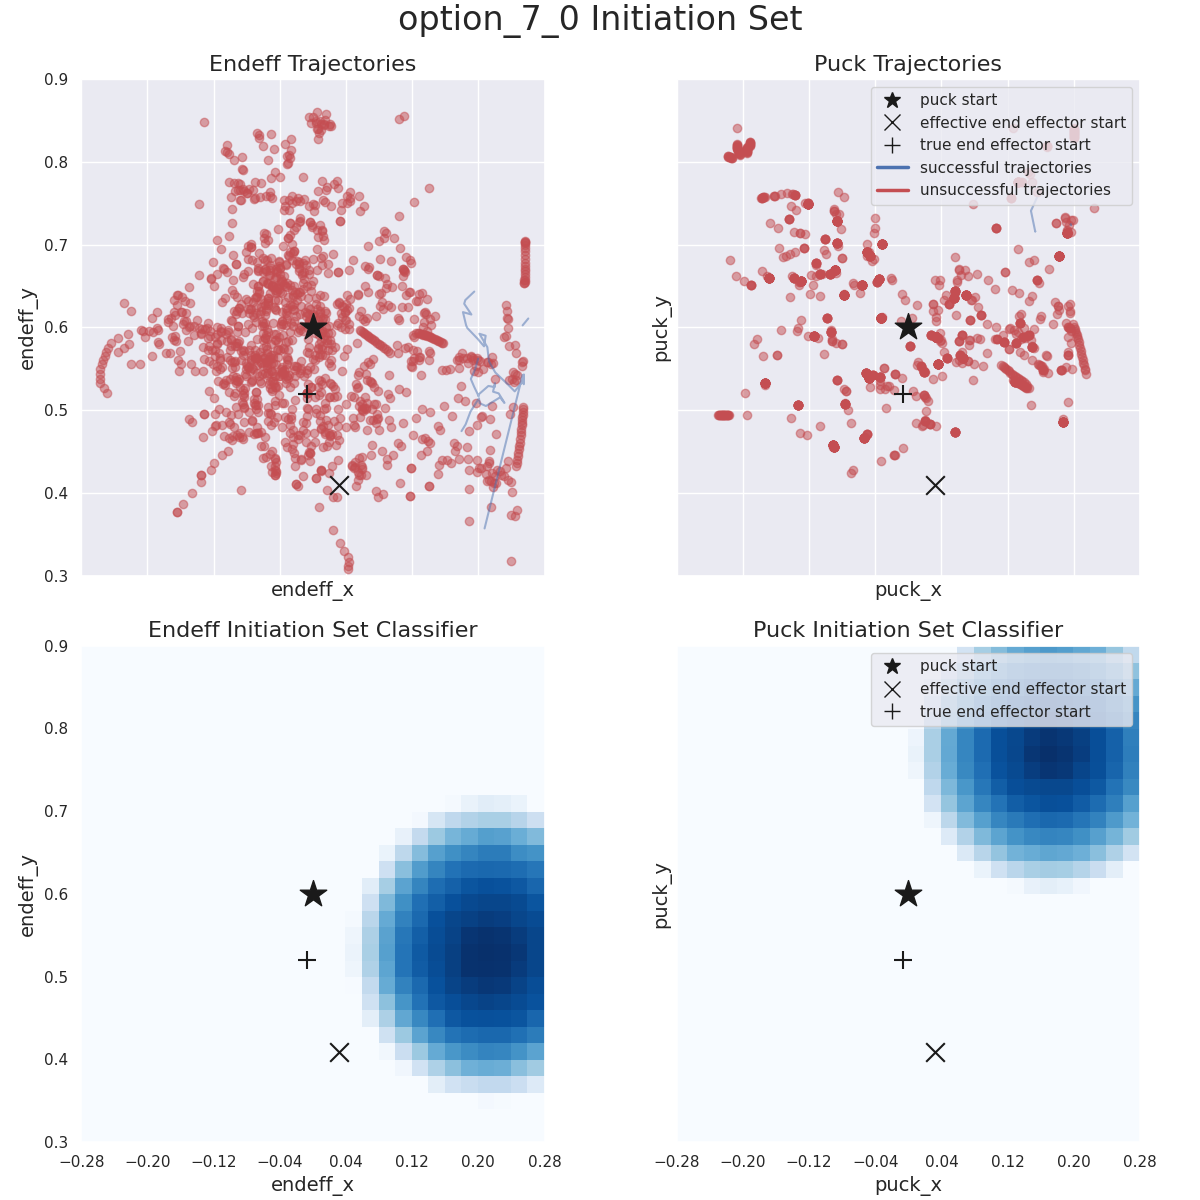 option_7_0 Initiation Set
Endeff Trajectories
Puck Trajectories
0.9
0.8
0.7
0.6
0.5
0.4
0.3
endeff_y
endeff_x
puck_y
puck_x
puck start
effective end effector start
true end effector start
successful trajectories
unsuccessful trajectories
Endeff Initiation Set Classifier
Puck Initiation Set Classifier
0.9
0.8
0.7
0.6
0.5
0.4
0.3
endeff_y
−0.28 −0.20 −0.12 −0.04 0.04 0.12 0.20 0.28
endeff_x
puck start
effective end effector start
true end effector start
puck_y
−0.28 −0.20 −0.12 −0.04 0.04 0.12 0.20 0.28
puck_x